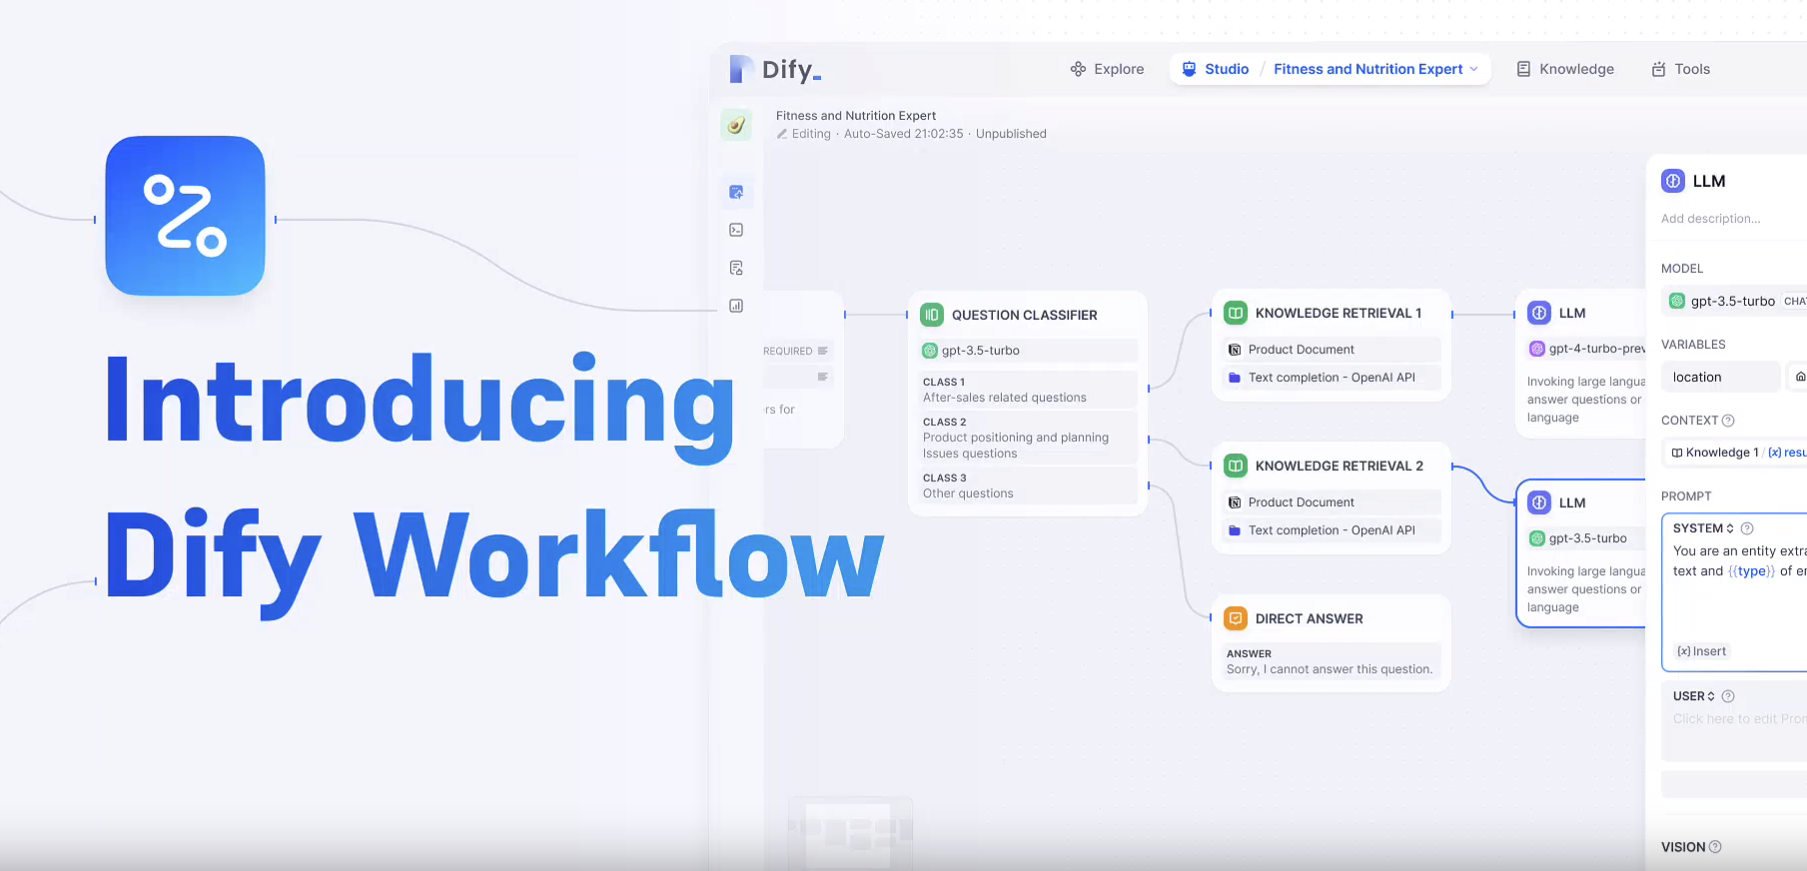 Introducing
Dify Workflow
Dify_
Explore
Studio / Fitness and Nutrition Expert
Knowledge
Tools
Fitness and Nutrition Expert
Editing · Auto-Saved 21:02:35 · Unpublished
REQUIRED
rs for
QUESTION CLASSIFIER
gpt-3.5-turbo
CLASS 1
After-sales related questions
CLASS 2
Product positioning and planning
Issues questions
CLASS 3
Other questions
KNOWLEDGE RETRIEVAL 1
Product Document
Text completion - OpenAI API
KNOWLEDGE RETRIEVAL 2
Product Document
Text completion - OpenAI API
DIRECT ANSWER
ANSWER
Sorry, I cannot answer this question.
LLM
gpt-4-turbo-prev
Invoking large langua
answer questions or
language
LLM
gpt-3.5-turbo
Invoking large langua
answer questions or
language
LLM
Add description...
MODEL
gpt-3.5-turbo CHA
VARIABLES
location
CONTEXT
Knowledge 1 / {x} resu
PROMPT
SYSTEM
You are an entity extra
text and {{type}} of en
{x} Insert
USER
Click here to edit Pron
VISION